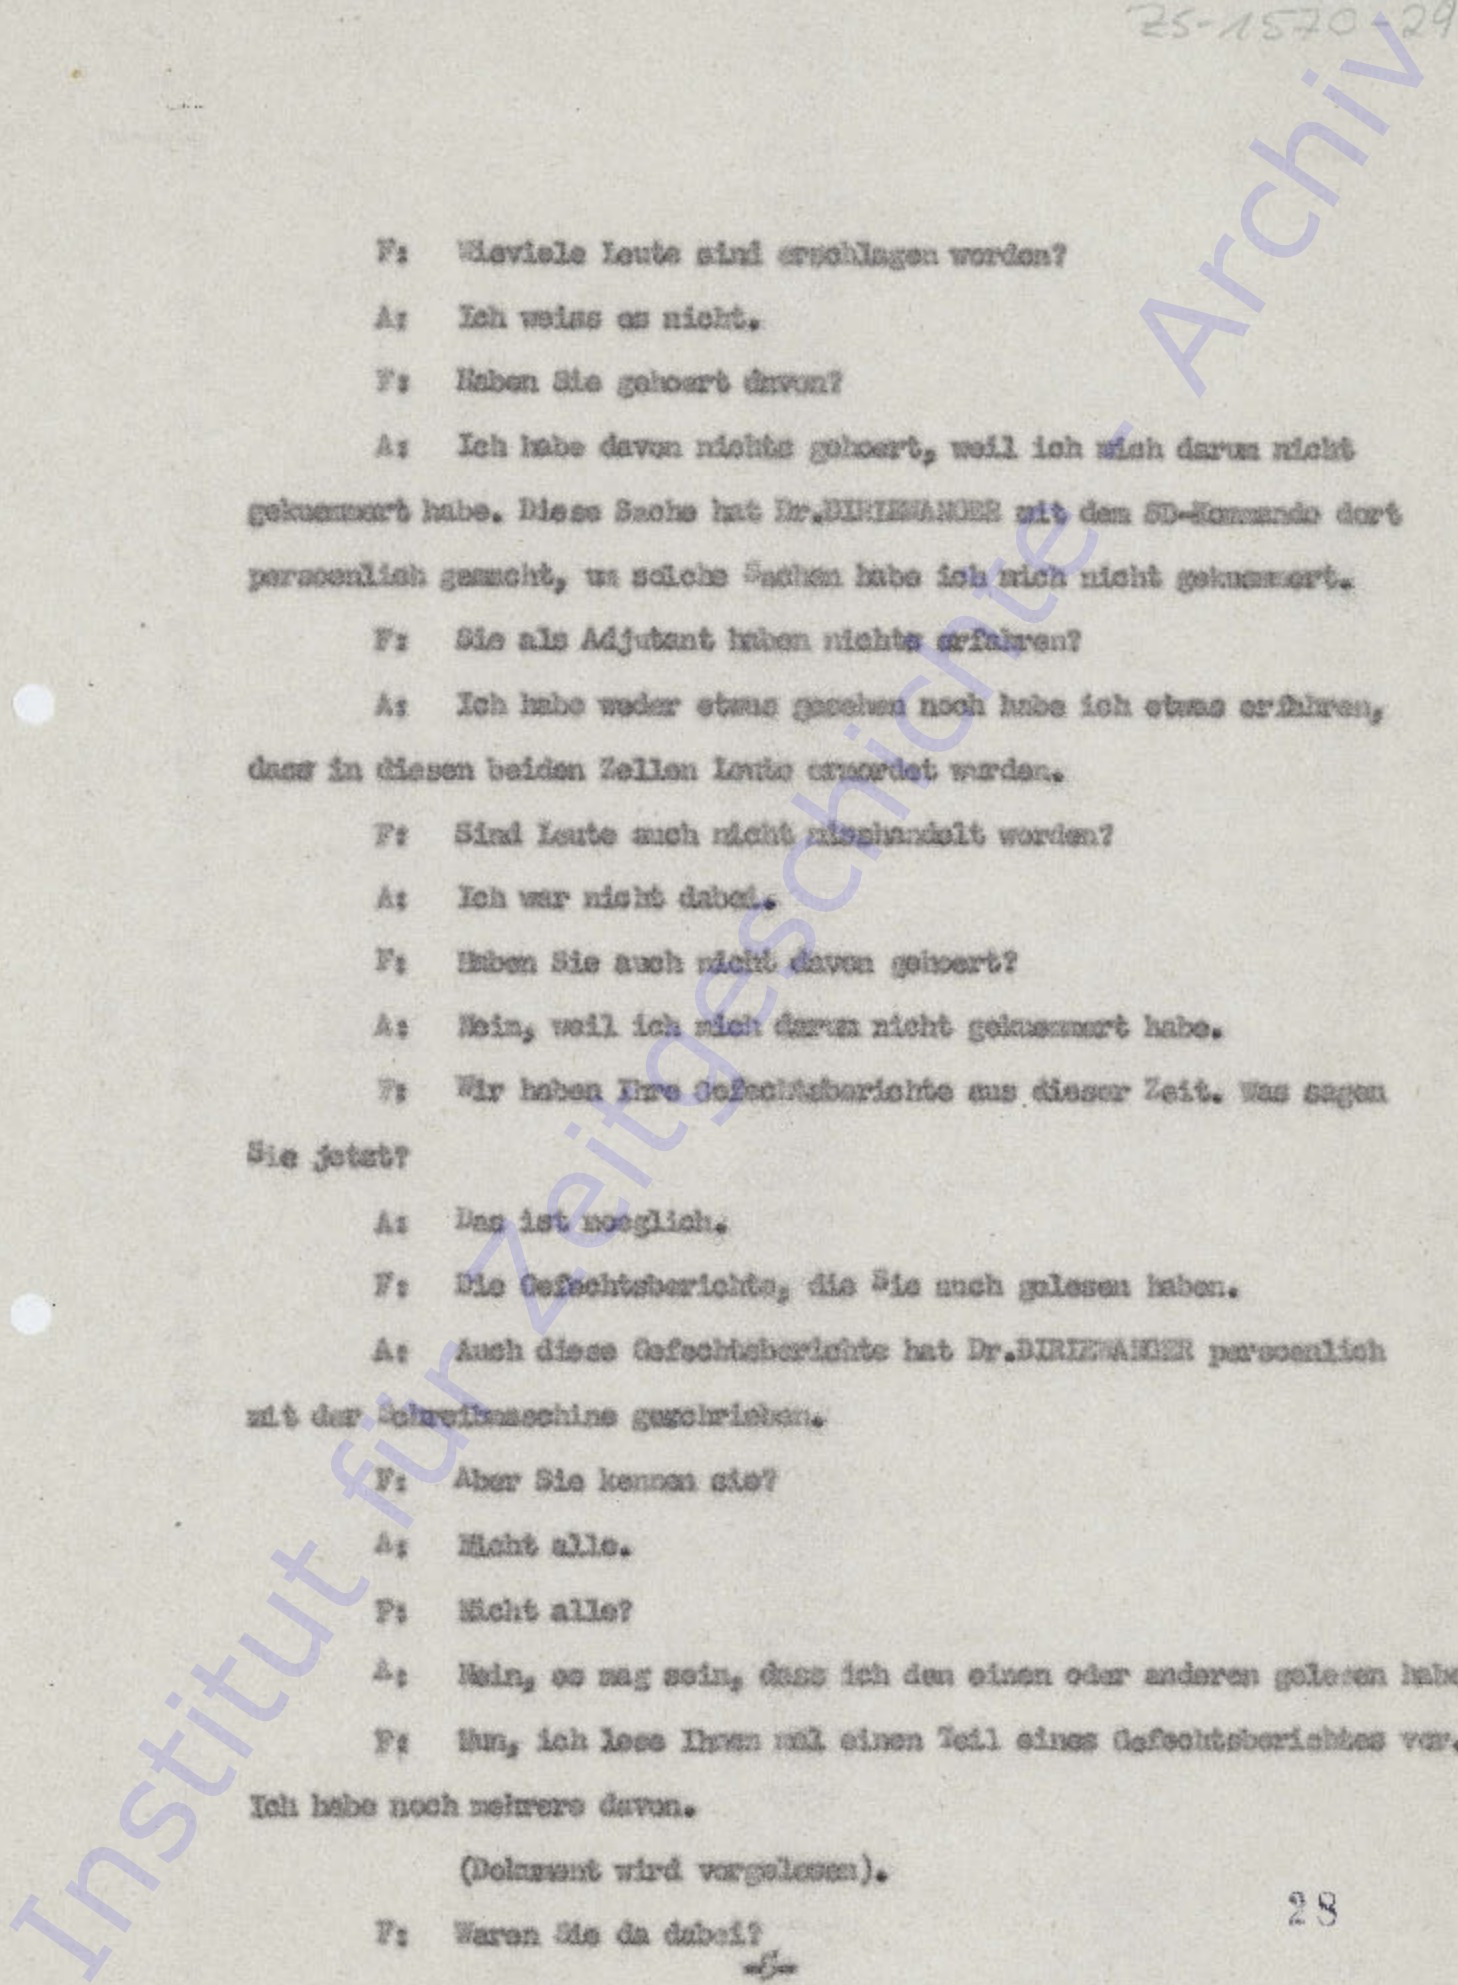 ZS-1570-29
F: Wieviele Leute sind erschlagen worden?
A: Ich weiss es nicht.
F: Haben Sie gehoert davon?
A: Ich habe davon nichts gehoert, weil ich mich darum nicht
gekuemmert habe. Diese Sache hat Dr.DIRLEWANGER mit dem SD-Kommando dort
persoenlich gemacht, um solche Sachen habe ich mich nicht gekuemmert.
F: Sie als Adjutant haben nichts erfahren?
A: Ich habe weder etwas gesehen noch habe ich etwas erfahren,
dass in diesen beiden Zellen Leute ermordet wurden.
F: Sind Leute auch nicht misshandelt worden?
A: Ich war nicht dabei.
F: Haben Sie auch nicht davon gehoert?
A: Nein, weil ich mich darum nicht gekuemmert habe.
F: Wir haben Ihre Gefechtsberichte aus dieser Zeit. Was sagen
Sie jetzt?
A: Das ist moeglich.
F: Die Gefechtsberichte, die Sie auch gelesen haben.
A: Auch diese Gefechtsberichte hat Dr.DIRLEWANGER persoenlich
mit der Schreibmaschine geschrieben.
F: Aber Sie kennen sie?
A: Nicht alle.
F: Nicht alle?
A: Nein, es mag sein, dass ich den einen oder anderen gelesen habe
F: Nun, ich lese Ihnen mal einen Teil eines Gefechtsberichtes vor.
Ich habe noch mehrere davon.
(Dokument wird vorgelesen).
28
F: Waren Sie da dabei?
Institut für Zeitgeschichte - Archiv